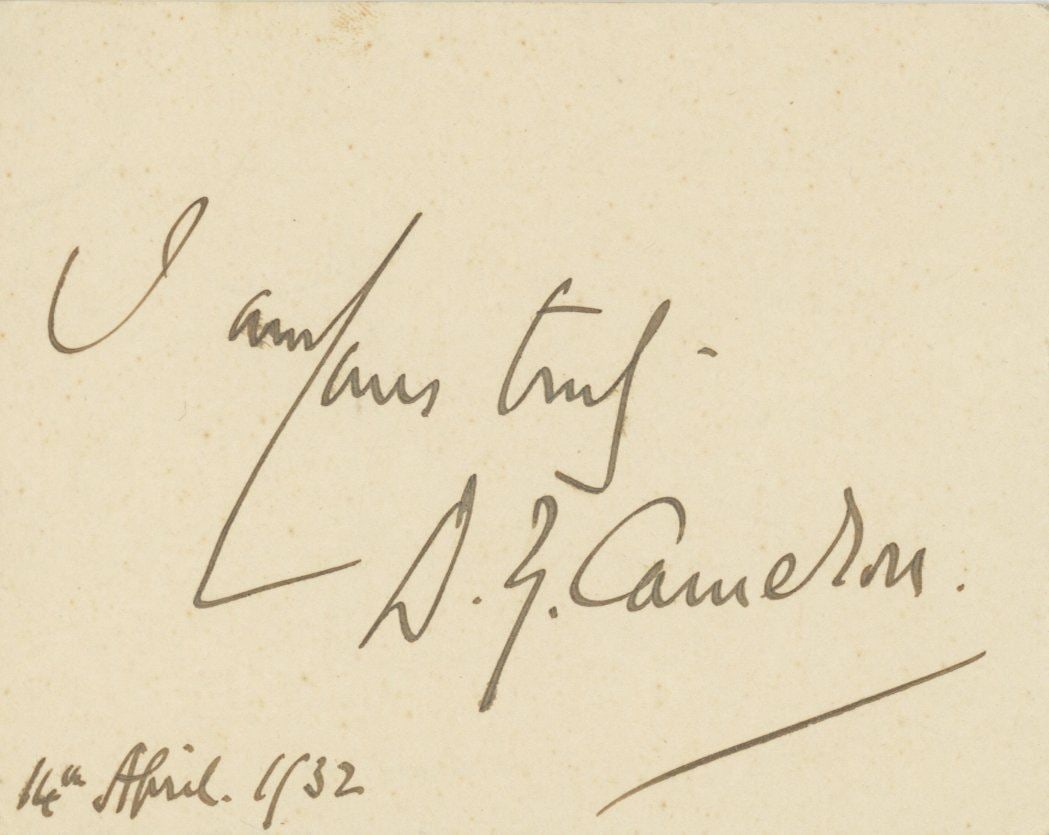 I am
yours truly
D. Y. Cameron.
14th April. 1932